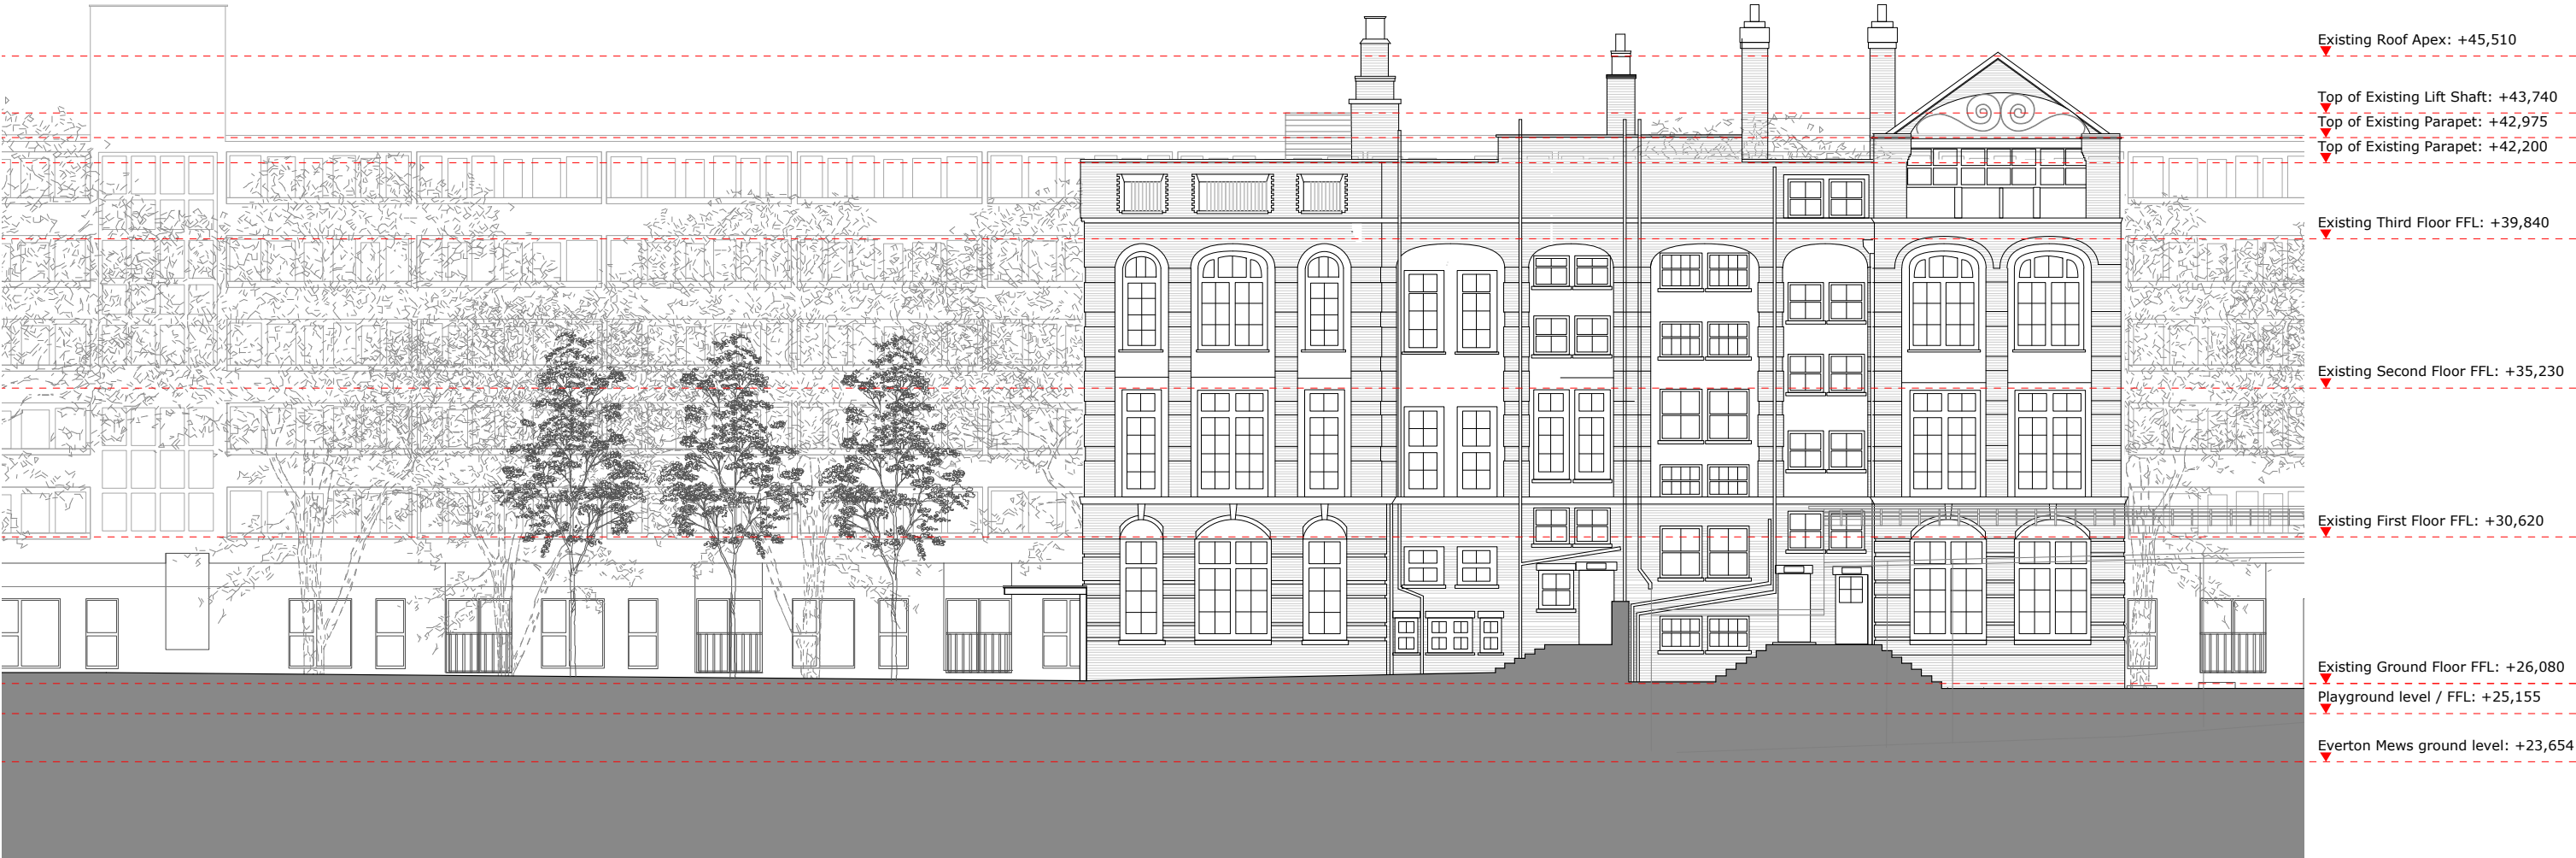 Existing Roof Apex: +45,510
Top of Existing Lift Shaft: +43,740
Top of Existing Parapet: +42,975
Top of Existing Parapet: +42,200
Existing Third Floor FFL: +39,840
Existing Second Floor FFL: +35,230
Existing First Floor FFL: +30,620
Existing Ground Floor FFL: +26,080
Playground level / FFL: +25,155
Everton Mews ground level: +23,654